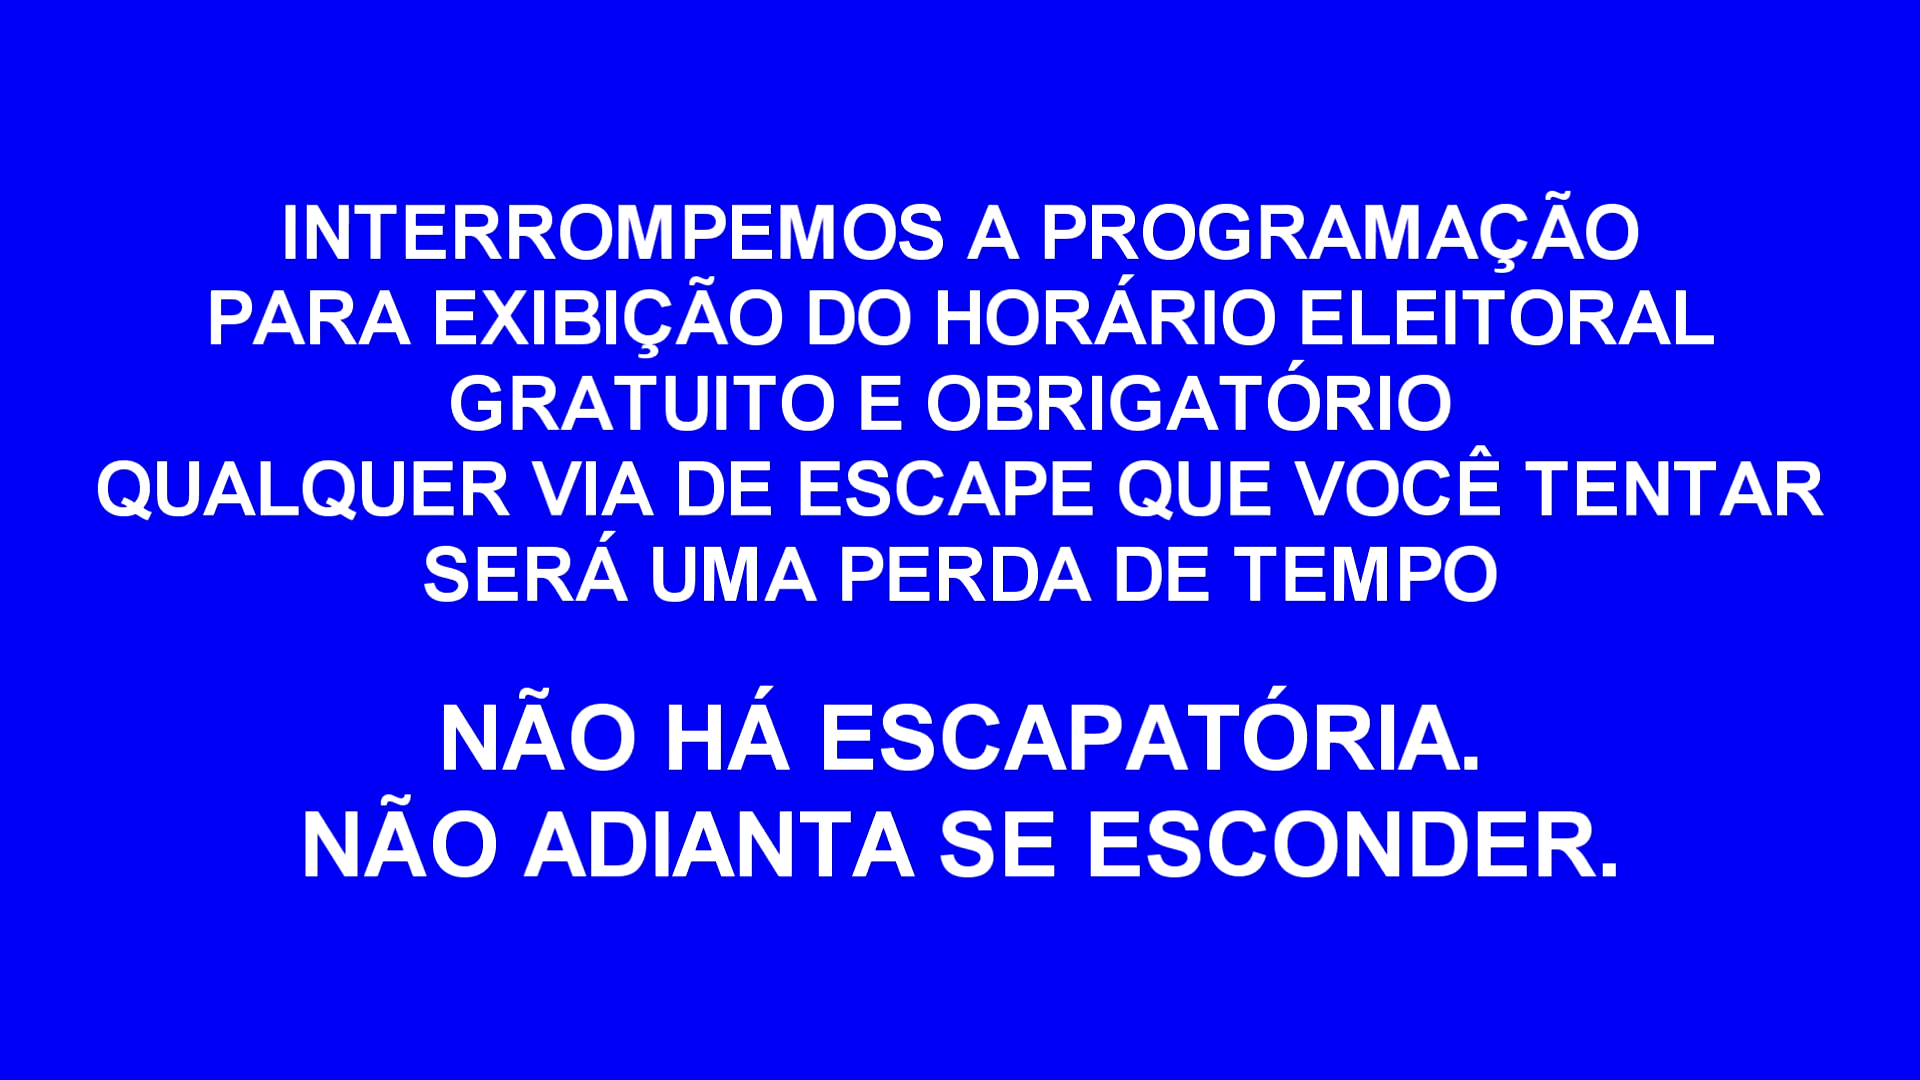 INTERROMPEMOS A PROGRAMAÇÃO
PARA EXIBIÇÃO DO HORÁRIO ELEITORAL
GRATUITO E OBRIGATÓRIO
QUALQUER VIA DE ESCAPE QUE VOCÊ TENTAR
SERÁ UMA PERDA DE TEMPO
NÃO HÁ ESCAPATÓRIA.
NÃO ADIANTA SE ESCONDER.